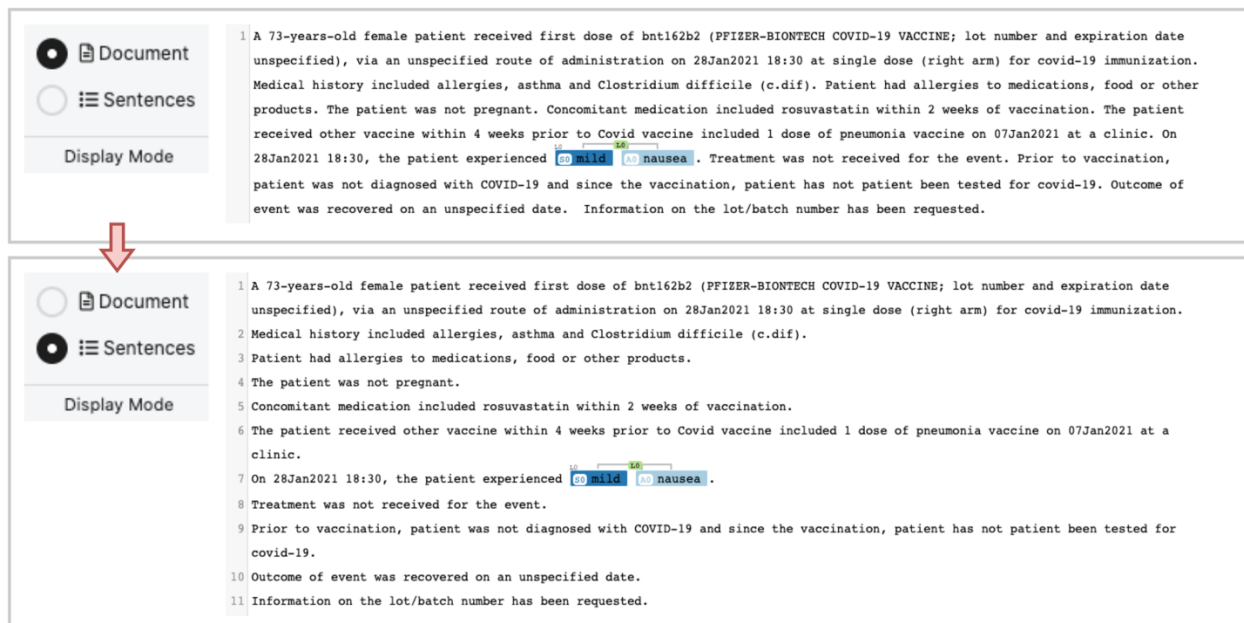 Document
Sentences
Display Mode
1 A 73-years-old female patient received first dose of bnt162b2 (PFIZER-BIONTECH COVID-19 VACCINE; lot number and expiration date
unspecified), via an unspecified route of administration on 28Jan2021 18:30 at single dose (right arm) for covid-19 immunization.
Medical history included allergies, asthma and Clostridium difficile (c.dif). Patient had allergies to medications, food or other
products. The patient was not pregnant. Concomitant medication included rosuvastatin within 2 weeks of vaccination. The patient
received other vaccine within 4 weeks prior to Covid vaccine included 1 dose of pneumonia vaccine on 07Jan2021 at a clinic. On
L0 L0
28Jan2021 18:30, the patient experienced S0 mild A0 nausea . Treatment was not received for the event. Prior to vaccination,
patient was not diagnosed with COVID-19 and since the vaccination, patient has not patient been tested for covid-19. Outcome of
event was recovered on an unspecified date. Information on the lot/batch number has been requested.
Document
Sentences
Display Mode
1 A 73-years-old female patient received first dose of bnt162b2 (PFIZER-BIONTECH COVID-19 VACCINE; lot number and expiration date
unspecified), via an unspecified route of administration on 28Jan2021 18:30 at single dose (right arm) for covid-19 immunization.
2 Medical history included allergies, asthma and Clostridium difficile (c.dif).
3 Patient had allergies to medications, food or other products.
4 The patient was not pregnant.
5 Concomitant medication included rosuvastatin within 2 weeks of vaccination.
6 The patient received other vaccine within 4 weeks prior to Covid vaccine included 1 dose of pneumonia vaccine on 07Jan2021 at a
clinic.
L0 L0
7 On 28Jan2021 18:30, the patient experienced S0 mild A0 nausea .
8 Treatment was not received for the event.
9 Prior to vaccination, patient was not diagnosed with COVID-19 and since the vaccination, patient has not patient been tested for
covid-19.
10 Outcome of event was recovered on an unspecified date.
11 Information on the lot/batch number has been requested.